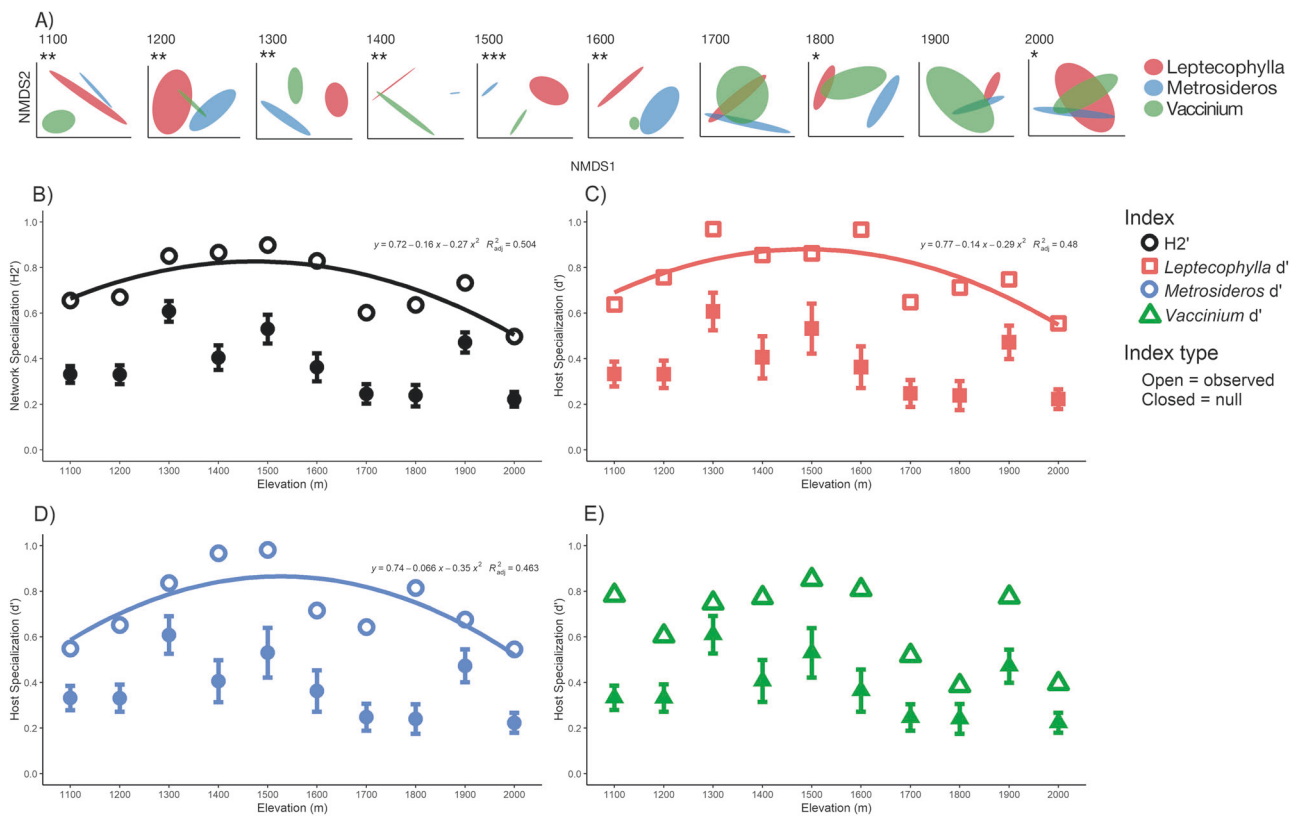 A)
1100 1200 1300 1400 1500 1600 1700 1800 1900 2000
** ** ** ** *** ** * *
NMDS2
NMDS1
Leptecophylla
Metrosideros
Vaccinium
B)
Network Specialization (H2')
1.0
0.8
0.6
0.4
0.2
0.0
y = 0.72 − 0.16 x − 0.27 x² R²adj = 0.504
1100 1200 1300 1400 1500 1600 1700 1800 1900 2000
Elevation (m)
C)
Host Specialization (d')
1.0
0.8
0.6
0.4
0.2
0.0
y = 0.77 − 0.14 x − 0.29 x² R²adj = 0.48
1100 1200 1300 1400 1500 1600 1700 1800 1900 2000
Elevation (m)
Index
H2'
Leptecophylla d'
Metrosideros d'
Vaccinium d'
Index type
Open = observed
Closed = null
D)
Host Specialization (d')
1.0
0.8
0.6
0.4
0.2
0.0
y = 0.74 − 0.066 x − 0.35 x² R²adj = 0.463
1100 1200 1300 1400 1500 1600 1700 1800 1900 2000
Elevation (m)
E)
Host Specialization (d')
1.0
0.8
0.6
0.4
0.2
0.0
1100 1200 1300 1400 1500 1600 1700 1800 1900 2000
Elevation (m)